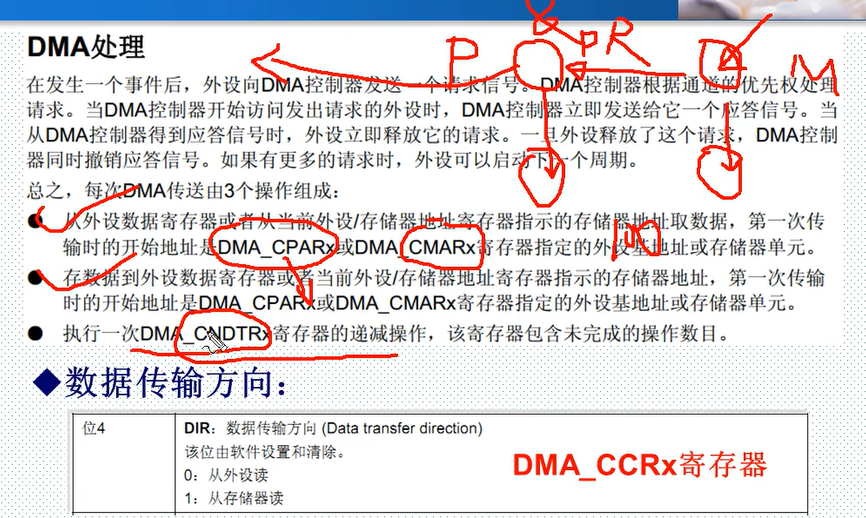 DMA处理
在发生一个事件后，外设向DMA控制器发送一个请求信号。DMA控制器根据通道的优先权处理
请求。当DMA控制器开始访问发出请求的外设时，DMA控制器立即发送给它一个应答信号。当
从DMA控制器得到应答信号时，外设立即释放它的请求。一旦外设释放了这个请求，DMA控制
器同时撤销应答信号。如果有更多的请求时，外设可以启动下一个周期。
总之，每次DMA传送由3个操作组成：
● 从外设数据寄存器或者从当前外设/存储器地址寄存器指示的存储器地址取数据，第一次传
输时的开始地址是DMA_CPARx或DMA_CMARx寄存器指定的外设基地址或存储器单元。
● 存数据到外设数据寄存器或者当前外设/存储器地址寄存器指示的存储器地址，第一次传输
时的开始地址是DMA_CPARx或DMA_CMARx寄存器指定的外设基地址或存储器单元。
● 执行一次DMA_CNDTRx寄存器的递减操作，该寄存器包含未完成的操作数目。
◆数据传输方向：
位4
DIR：数据传输方向 (Data transfer direction)
该位由软件设置和清除。
0：从外设读
1：从存储器读
DMA_CCRx寄存器
P
M
100